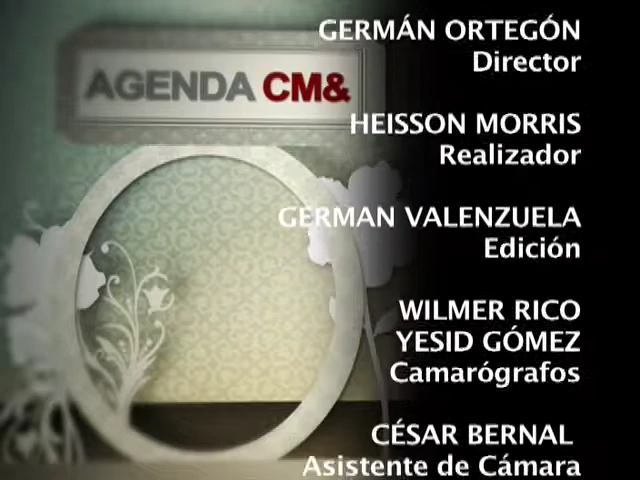 AGENDA CM&
GERMÁN ORTEGÓN
Director
HEISSON MORRIS
Realizador
GERMAN VALENZUELA
Edición
WILMER RICO
YESID GÓMEZ
Camarógrafos
CÉSAR BERNAL
Asistente de Cámara